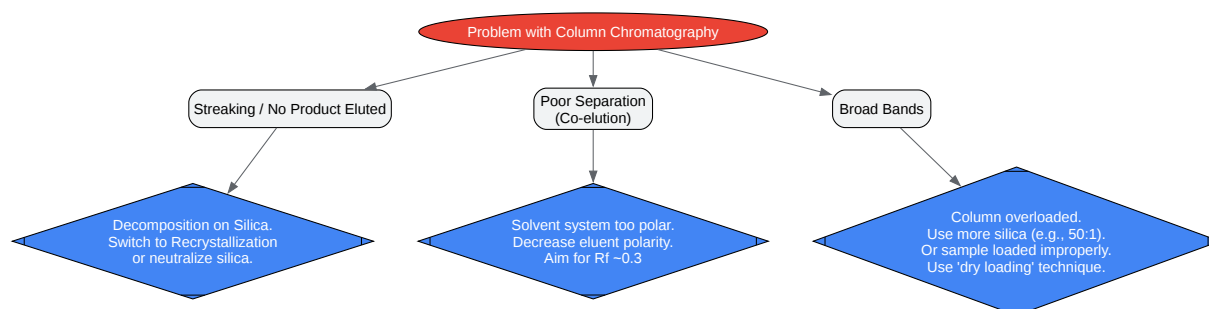 Problem with Column Chromatography
Streaking / No Product Eluted
Poor Separation
(Co-elution)
Broad Bands
Decomposition on Silica.
Switch to Recrystallization
or neutralize silica.
Solvent system too polar.
Decrease eluent polarity.
Aim for Rf ~0.3
Column overloaded.
Use more silica (e.g., 50:1).
Or sample loaded improperly.
Use 'dry loading' technique.